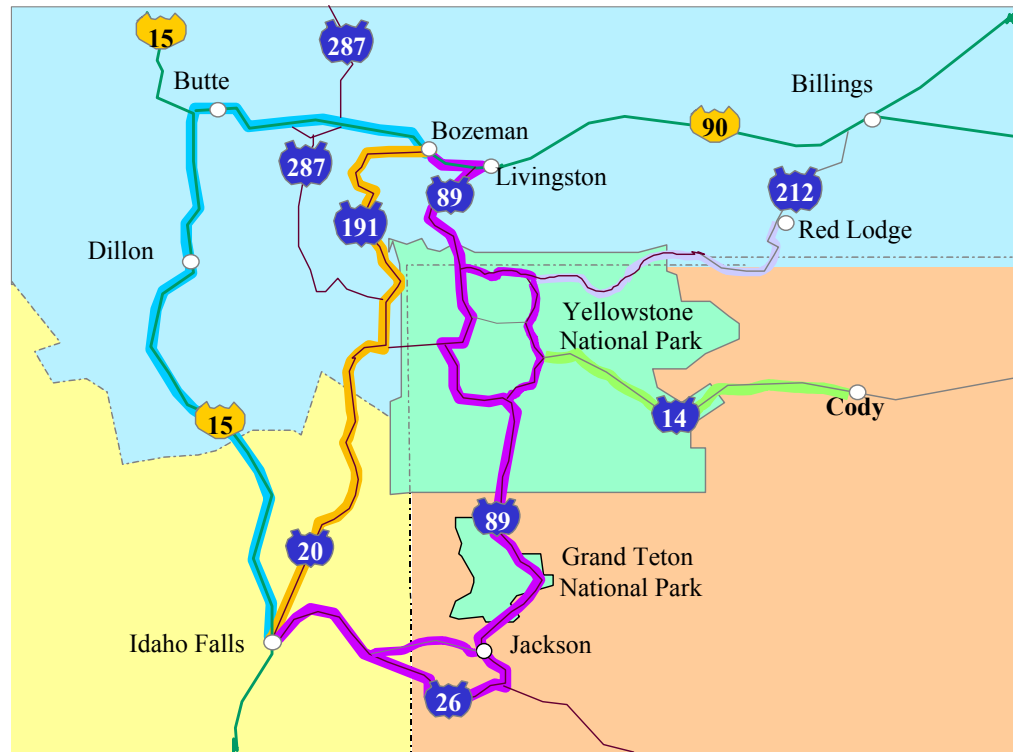 15
287
Butte
Billings
90
Bozeman
287
Livingston
89
212
191
Red Lodge
Dillon
Yellowstone
National Park
Cody
15
14
89
20
Grand Teton
National Park
Idaho Falls
Jackson
26